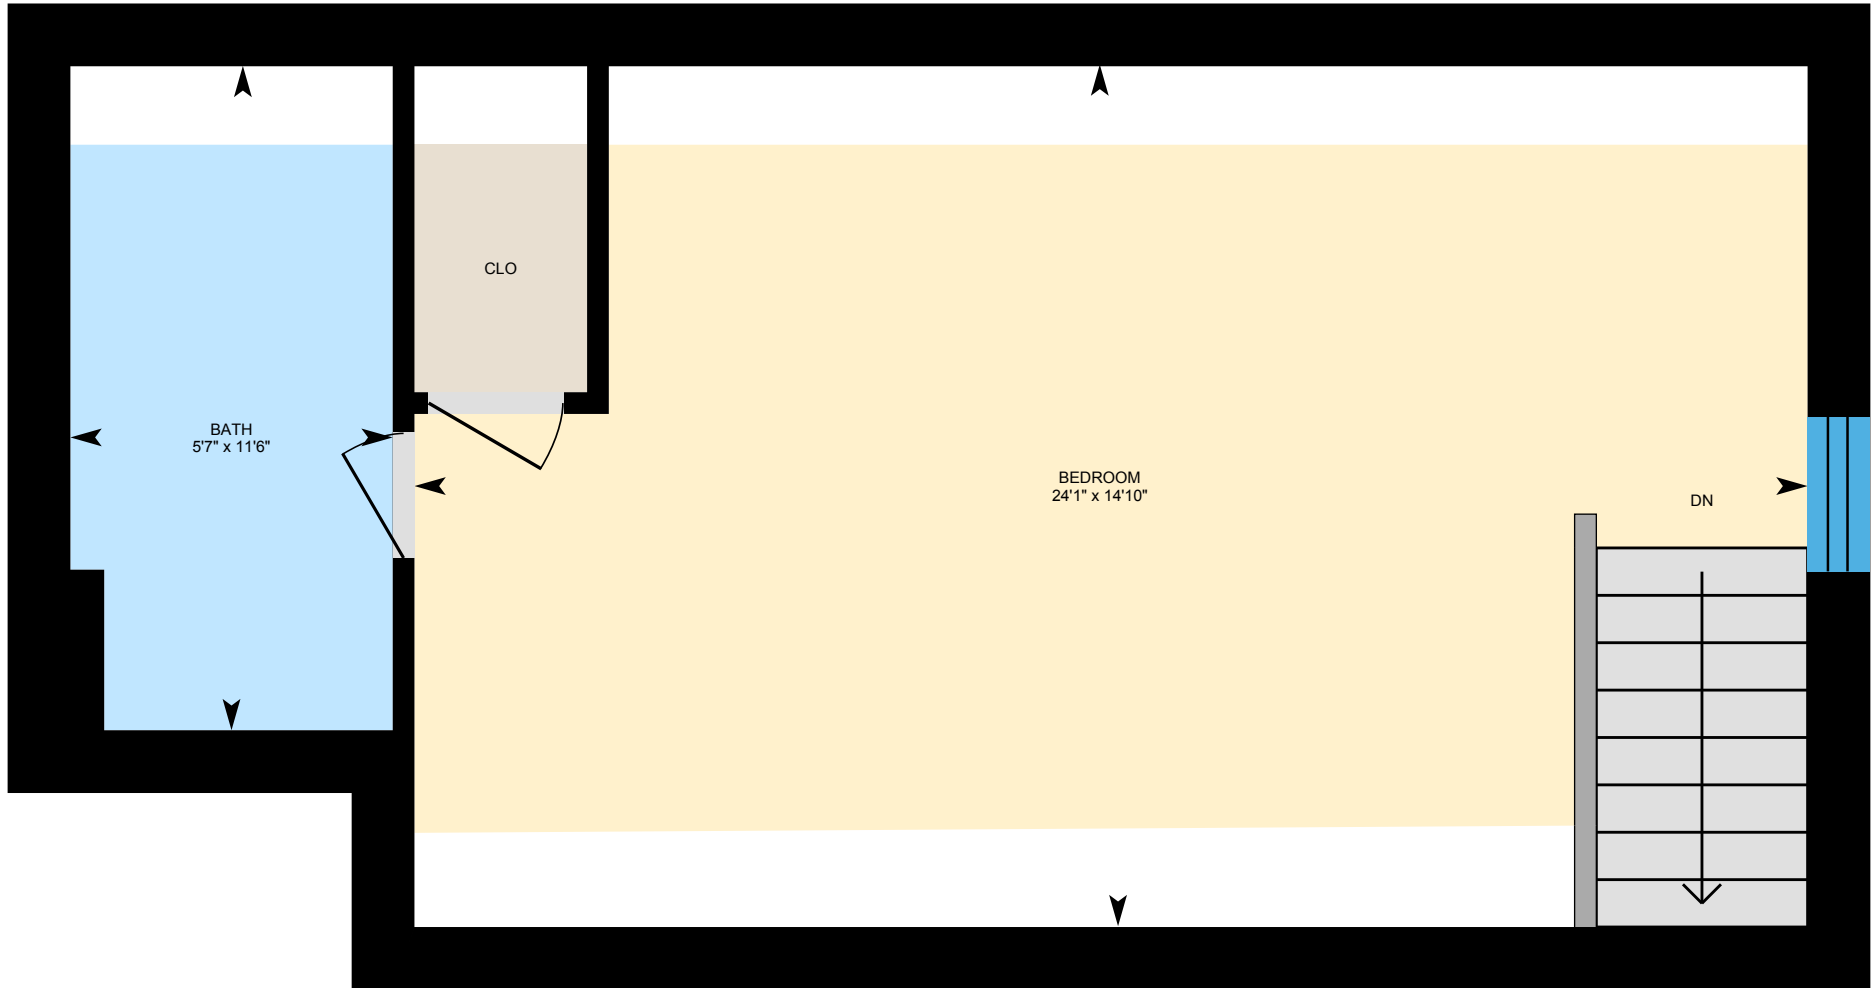 CLO
BATH
5'7" x 11'6"
BEDROOM
24'1" x 14'10"
DN